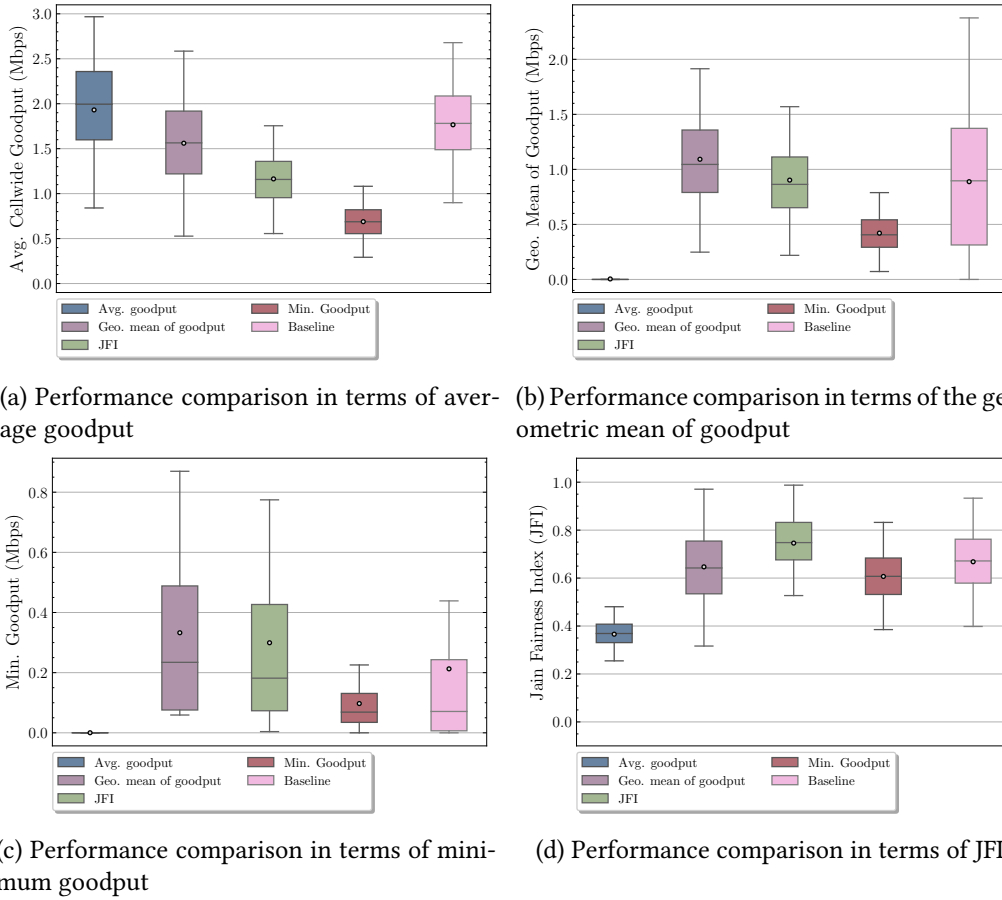 3.0
2.5
2.0
1.5
1.0
0.5
0.0
Avg. Cellwide Goodput (Mbps)
Avg. goodput
Geo. mean of goodput
JFI
Min. Goodput
Baseline
2.0
1.5
1.0
0.5
0.0
Geo. Mean of Goodput (Mbps)
Avg. goodput
Geo. mean of goodput
JFI
Min. Goodput
Baseline
(a) Performance comparison in terms of aver-
age goodput
(b) Performance comparison in terms of the ge
ometric mean of goodput
0.8
0.6
0.4
0.2
0.0
Min. Goodput (Mbps)
Avg. goodput
Geo. mean of goodput
JFI
Min. Goodput
Baseline
1.0
0.8
0.6
0.4
0.2
0.0
Jain Fairness Index (JFI)
Avg. goodput
Geo. mean of goodput
JFI
Min. Goodput
Baseline
(c) Performance comparison in terms of mini-
mum goodput
(d) Performance comparison in terms of JFI